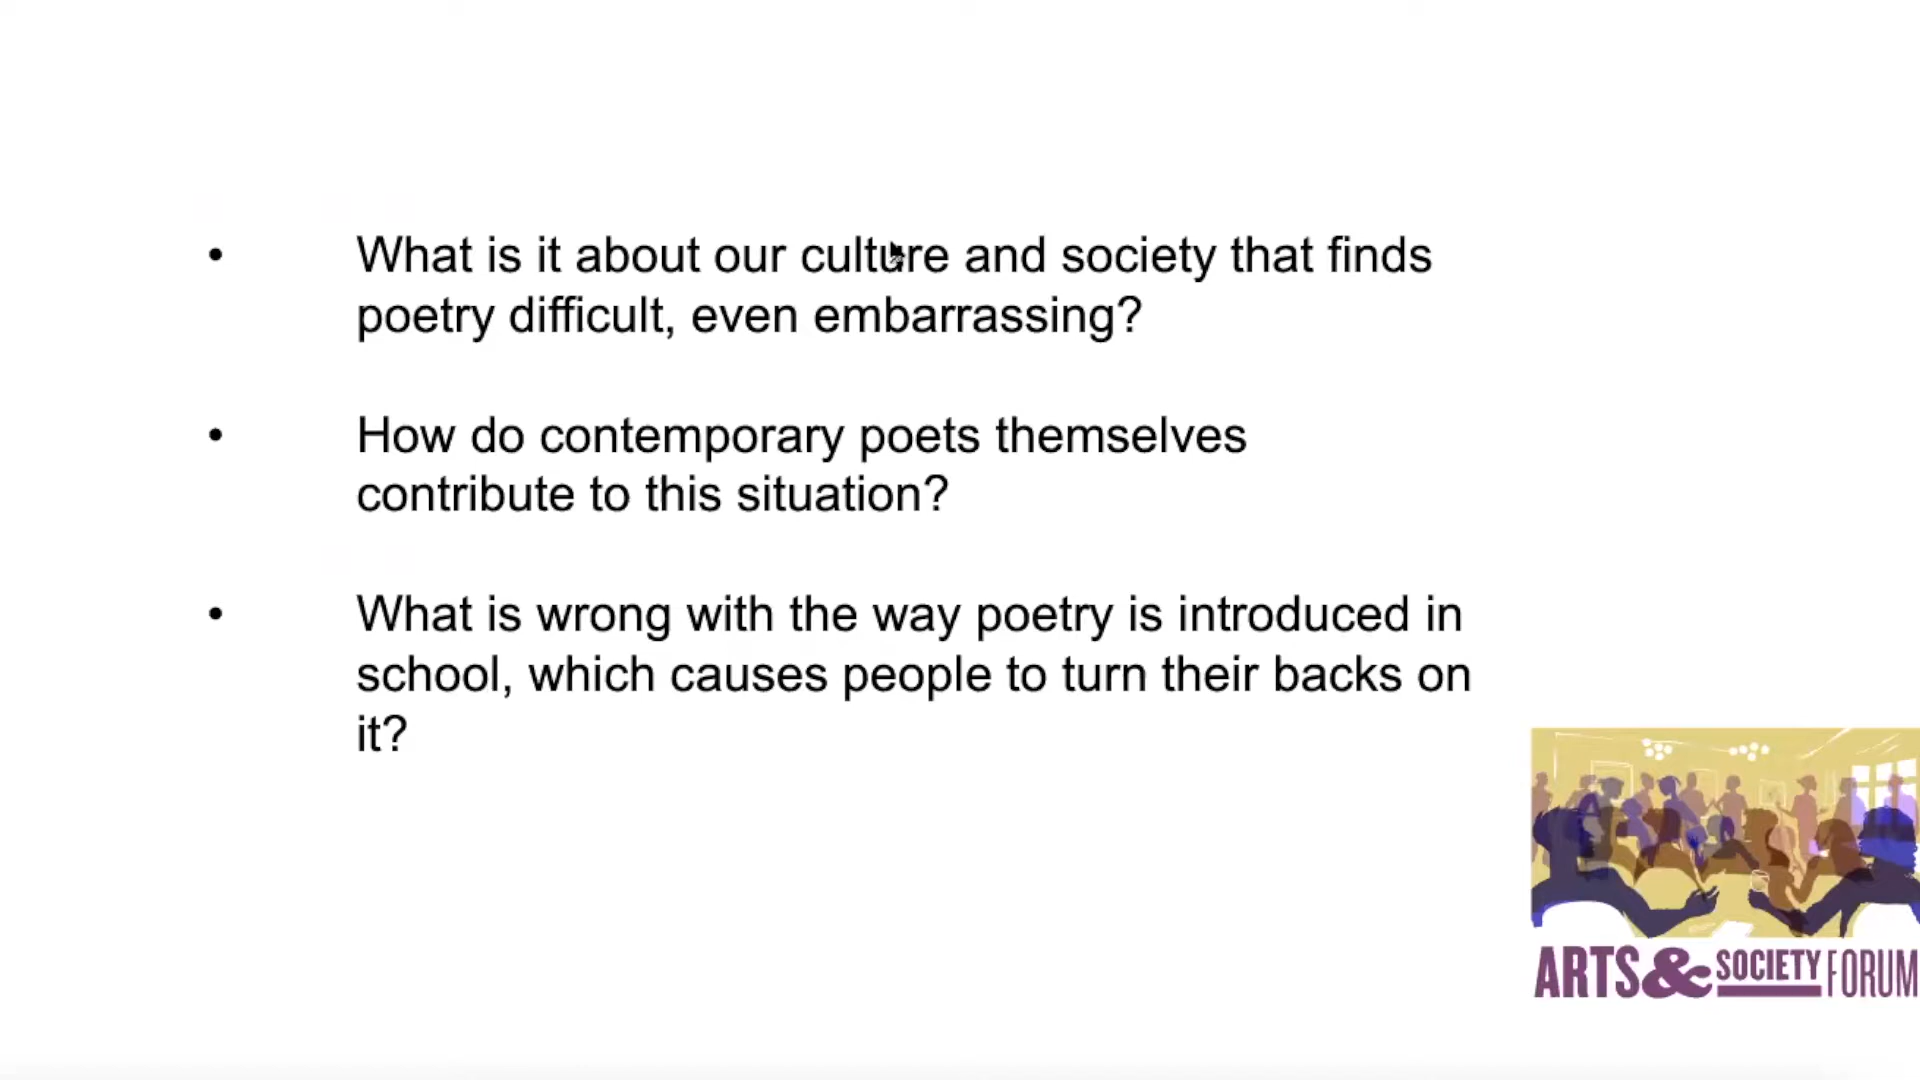 • What is it about our culture and society that finds
poetry difficult, even embarrassing?
• How do contemporary poets themselves
contribute to this situation?
• What is wrong with the way poetry is introduced in
school, which causes people to turn their backs on
it?
ARTS & SOCIETY FORUM